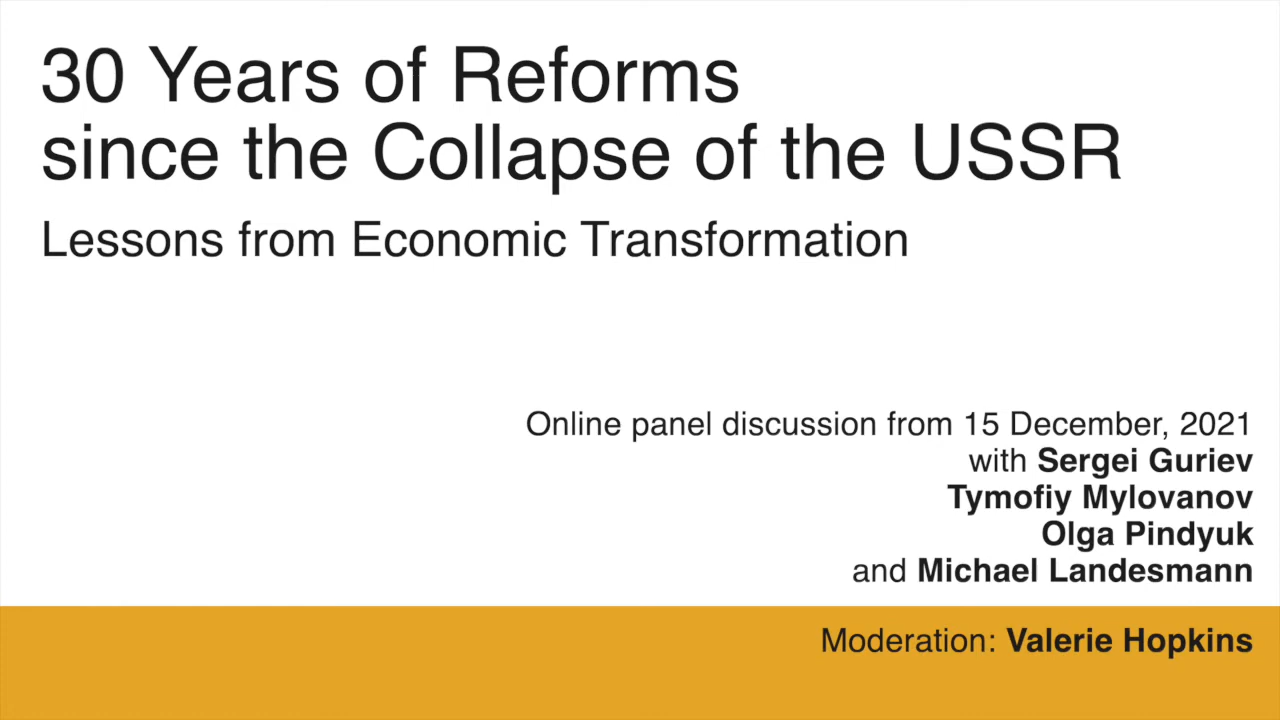 30 Years of Reforms
since the Collapse of the USSR
Lessons from Economic Transformation
Online panel discussion from 15 December, 2021
with Sergei Guriev
Tymofiy Mylovanov
Olga Pindyuk
and Michael Landesmann
Moderation: Valerie Hopkins